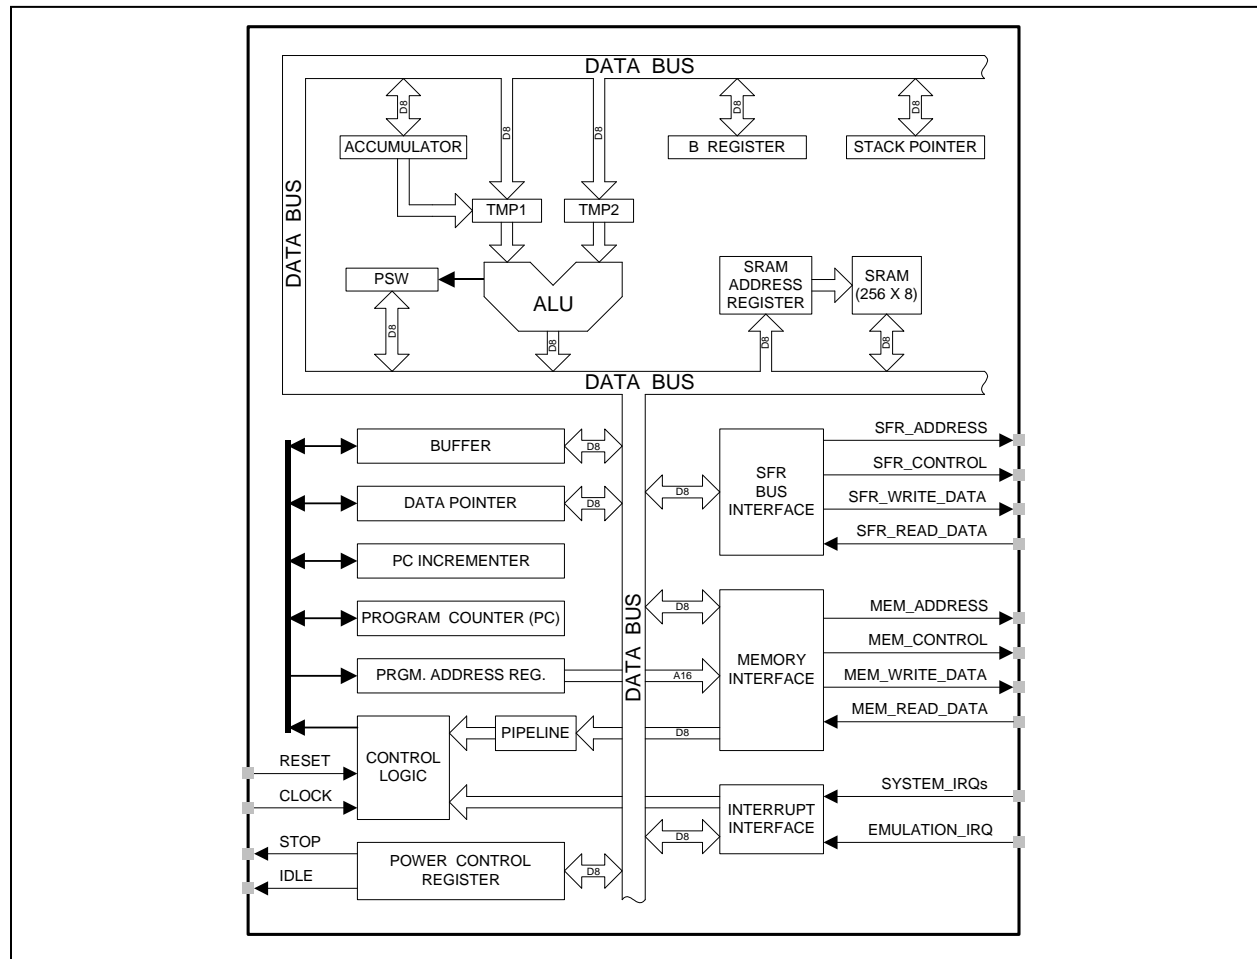 DATA BUS
D8
D8
D8
D8
D8
ACCUMULATOR
B REGISTER
STACK POINTER
DATA BUS
TMP1
TMP2
PSW
ALU
SRAM
ADDRESS
REGISTER
SRAM
(256 X 8)
D8
D8
D8
D8
DATA BUS
BUFFER
D8
DATA POINTER
D8
PC INCREMENTER
PROGRAM COUNTER (PC)
PRGM. ADDRESS REG.
A16
DATA BUS
D8
SFR
BUS
INTERFACE
SFR_ADDRESS
SFR_CONTROL
SFR_WRITE_DATA
SFR_READ_DATA
D8
MEMORY
INTERFACE
MEM_ADDRESS
MEM_CONTROL
MEM_WRITE_DATA
MEM_READ_DATA
PIPELINE
D8
CONTROL
LOGIC
RESET
CLOCK
INTERRUPT
INTERFACE
D8
SYSTEM_IRQs
EMULATION_IRQ
STOP
IDLE
POWER CONTROL
REGISTER
D8